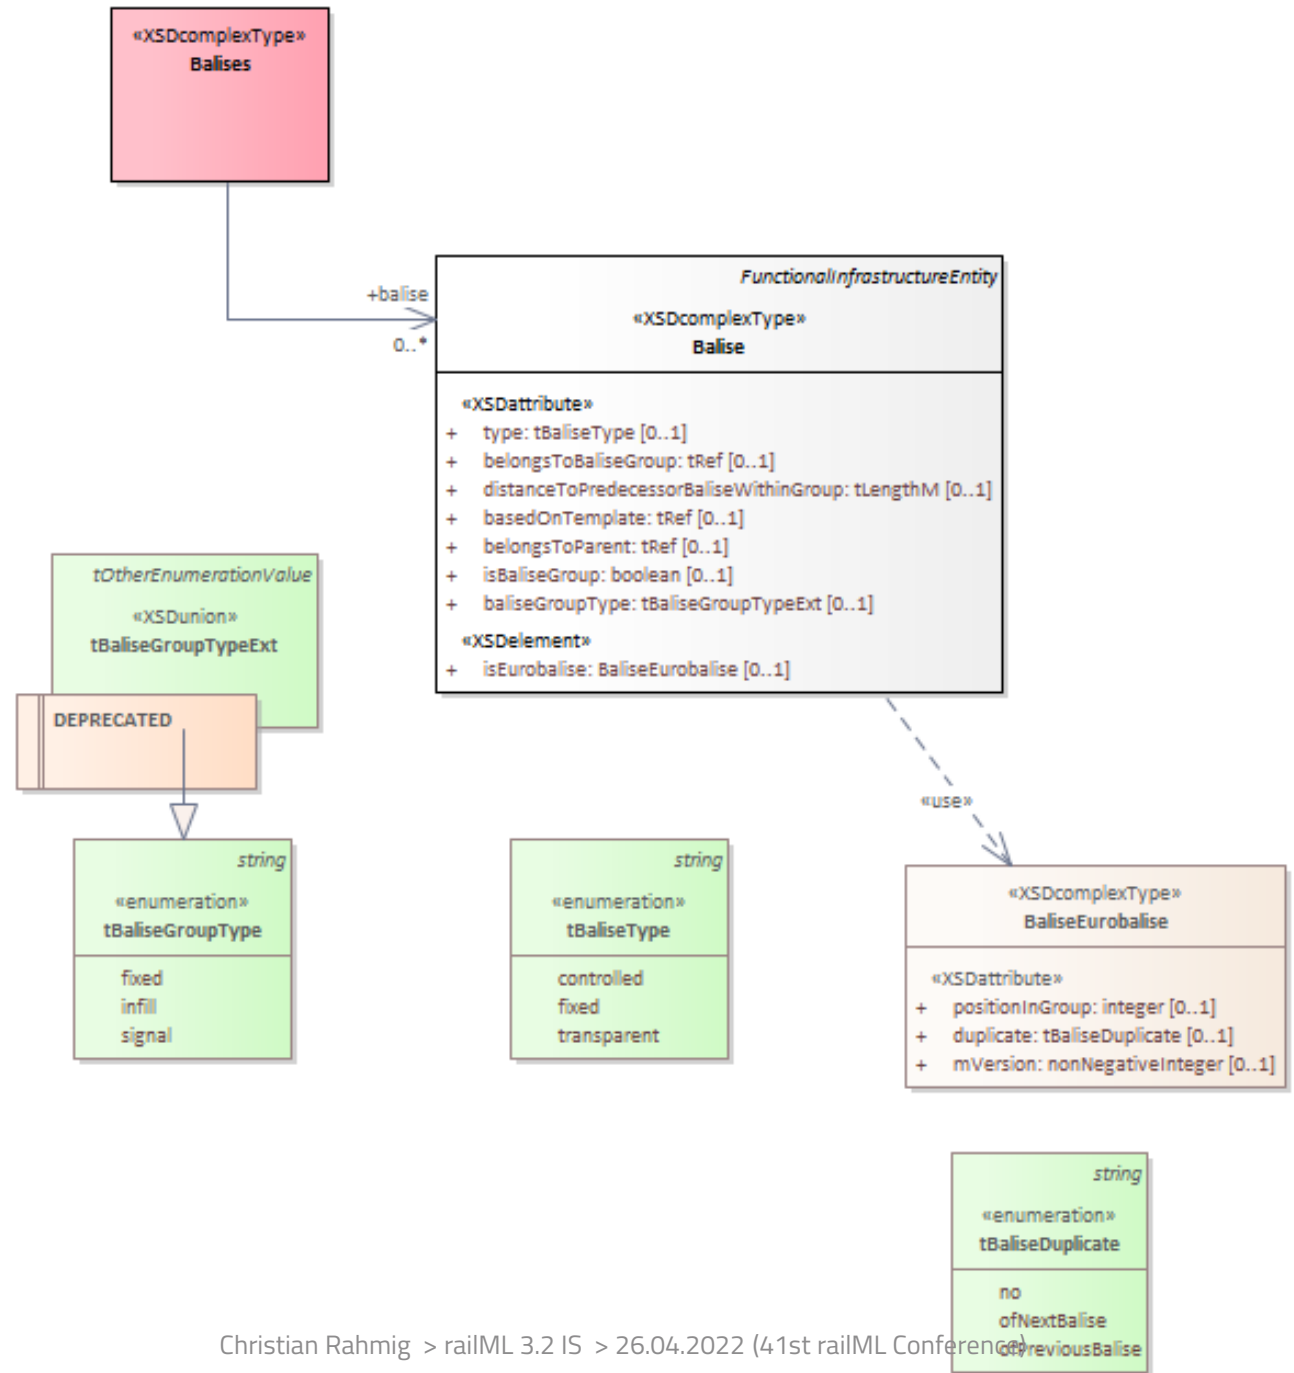 «XSDcomplexType»
Balises
+balise
0..*
FunctionalInfrastructureEntity
«XSDcomplexType»
Balise
«XSDattribute»
+ type: tBaliseType [0..1]
+ belongsToBaliseGroup: tRef [0..1]
+ distanceToPredecessorBaliseWithinGroup: tLengthM [0..1]
+ basedOnTemplate: tRef [0..1]
+ belongsToParent: tRef [0..1]
+ isBaliseGroup: boolean [0..1]
+ baliseGroupType: tBaliseGroupTypeExt [0..1]
«XSDelement»
+ isEurobalise: BaliseEurobalise [0..1]
tOtherEnumerationValue
«XSDunion»
tBaliseGroupTypeExt
DEPRECATED
«use»
string
«enumeration»
tBaliseGroupType
fixed
infill
signal
string
«enumeration»
tBaliseType
controlled
fixed
transparent
«XSDcomplexType»
BaliseEurobalise
«XSDattribute»
+ positionInGroup: integer [0..1]
+ duplicate: tBaliseDuplicate [0..1]
+ mVersion: nonNegativeInteger [0..1]
string
«enumeration»
tBaliseDuplicate
no
ofNextBalise
ofPreviousBalise
Christian Rahmig > railML 3.2 IS > 26.04.2022 (41st railML Conference)